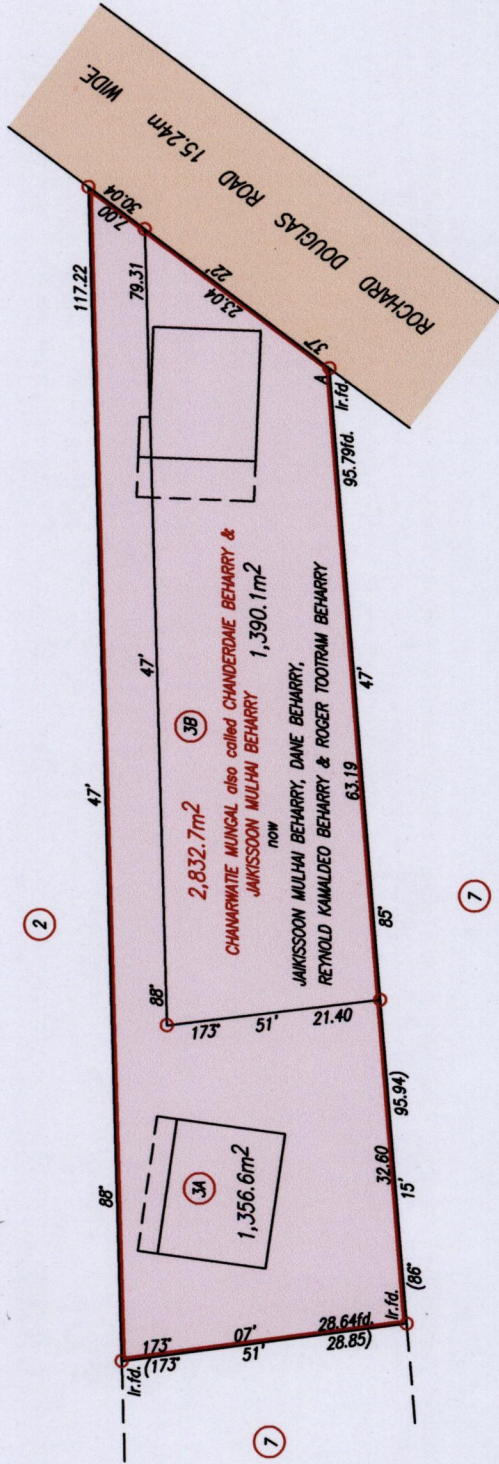 ROCHARD DOUGLAS ROAD 15.24m WIDE.
2
88° 47' 117.22
7.00
30.04
79.31
22'
23.04
37°
A
Ir.fd.
95.79fd.
88° 47'
3B
2,832.7m²
CHANARWATIE MUNGAL also called CHANDERDAIE BEHARRY &
JAIKISSOON MULHAI BEHARRY 1,390.1m²
now
JAIKISSOON MULHAI BEHARRY, DANE BEHARRY,
REYNOLD KAMALDEO BEHARRY & ROGER TOOTRAM BEHARRY
173° 51' 21.40
85° 63.19 47'
3A
1,356.6m²
Ir.fd.
173° 07' 28.64fd.
(173° 51' 28.85)
Ir.fd.
32.60
(86° 15' 95.94)
7
7